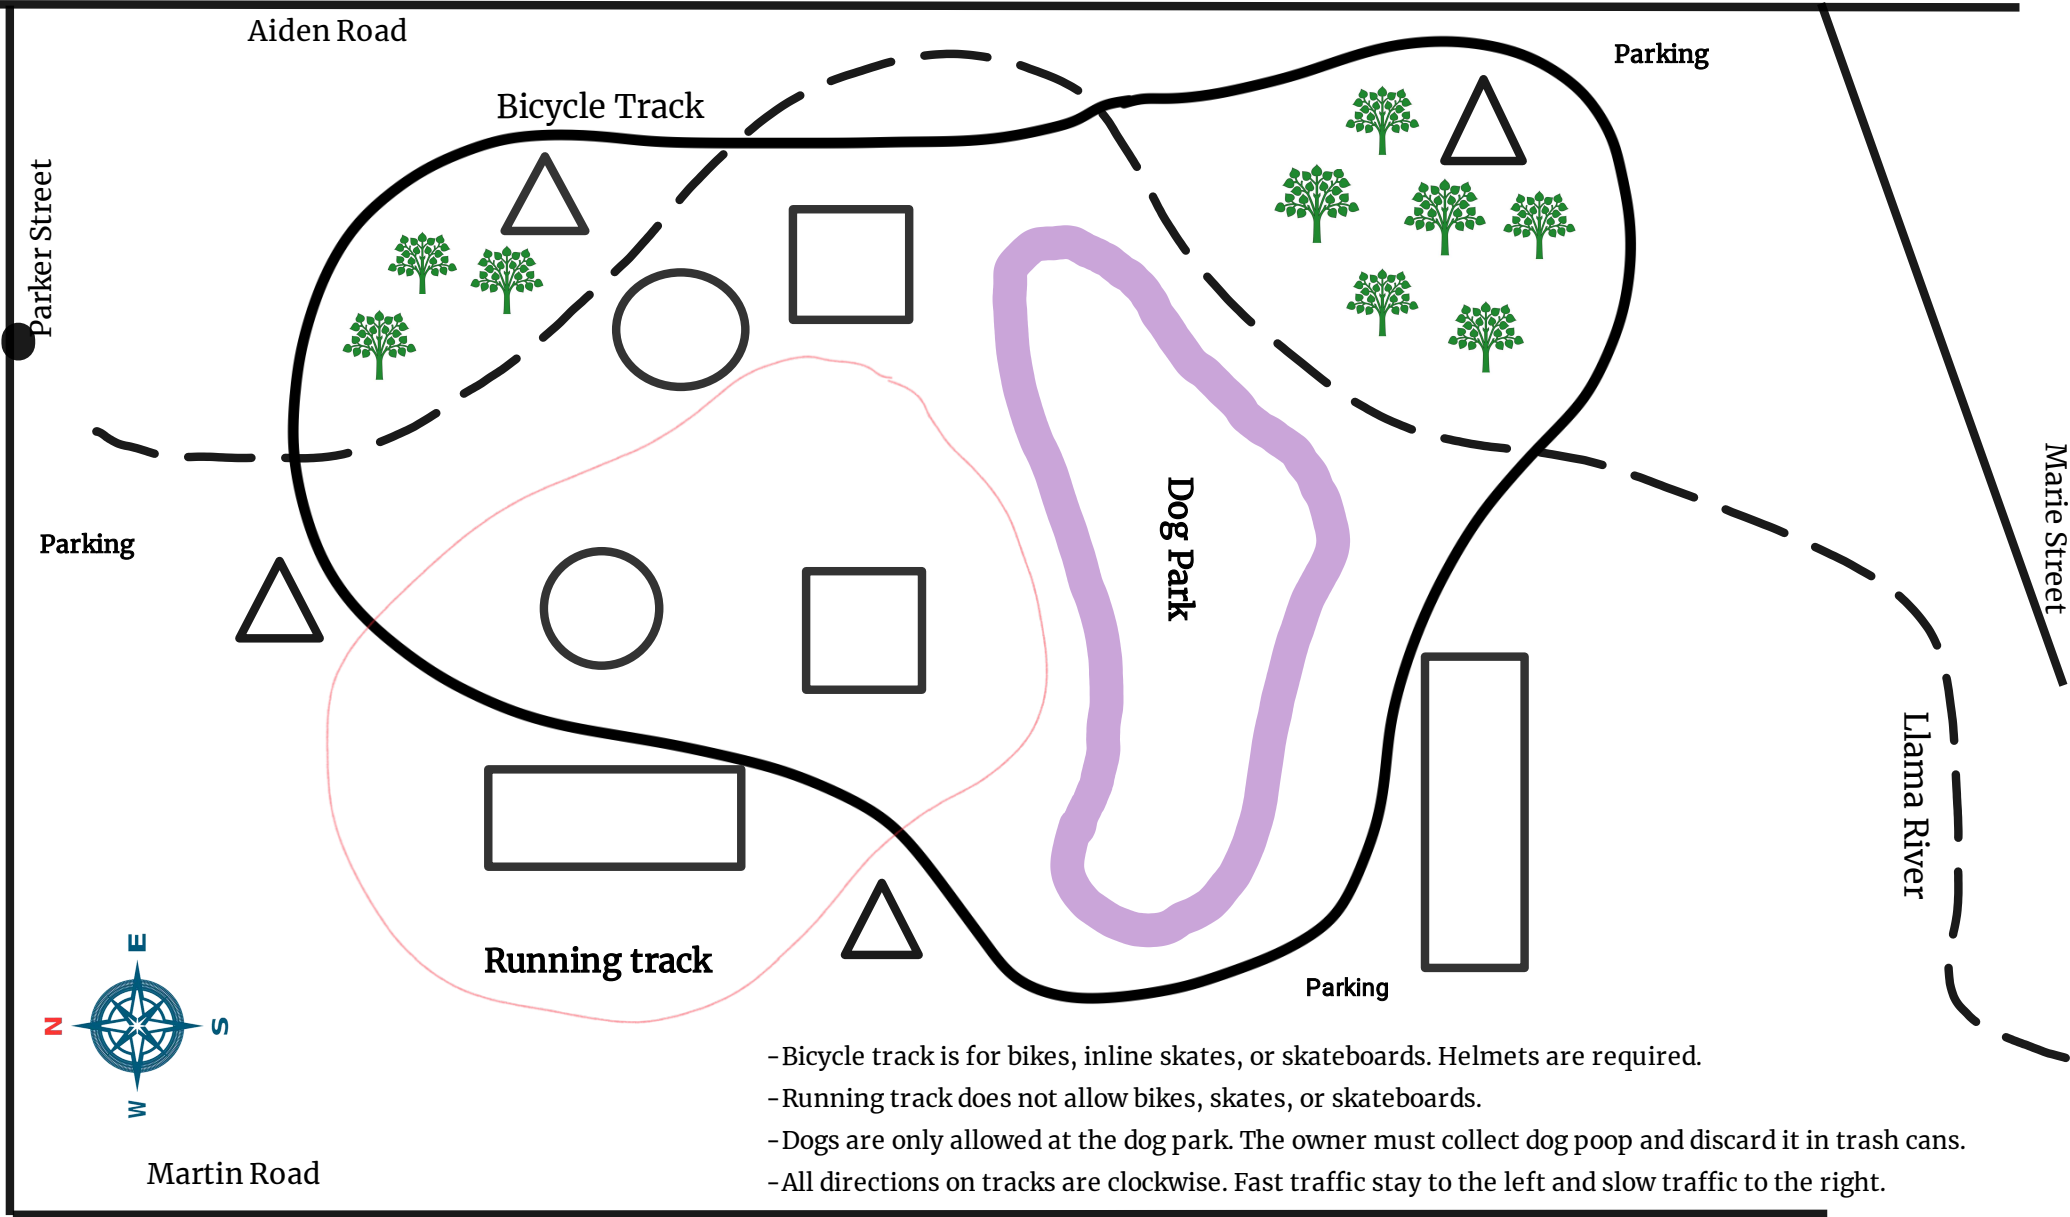 Aiden Road
Parking
Bicycle Track
Parker Street
Marie Street
Dog Park
Parking
Llama River
Running track
Parking
E
N
S
W
-Bicycle track is for bikes, inline skates, or skateboards. Helmets are required.
-Running track does not allow bikes, skates, or skateboards.
-Dogs are only allowed at the dog park. The owner must collect dog poop and discard it in trash cans.
-All directions on tracks are clockwise. Fast traffic stay to the left and slow traffic to the right.
Martin Road